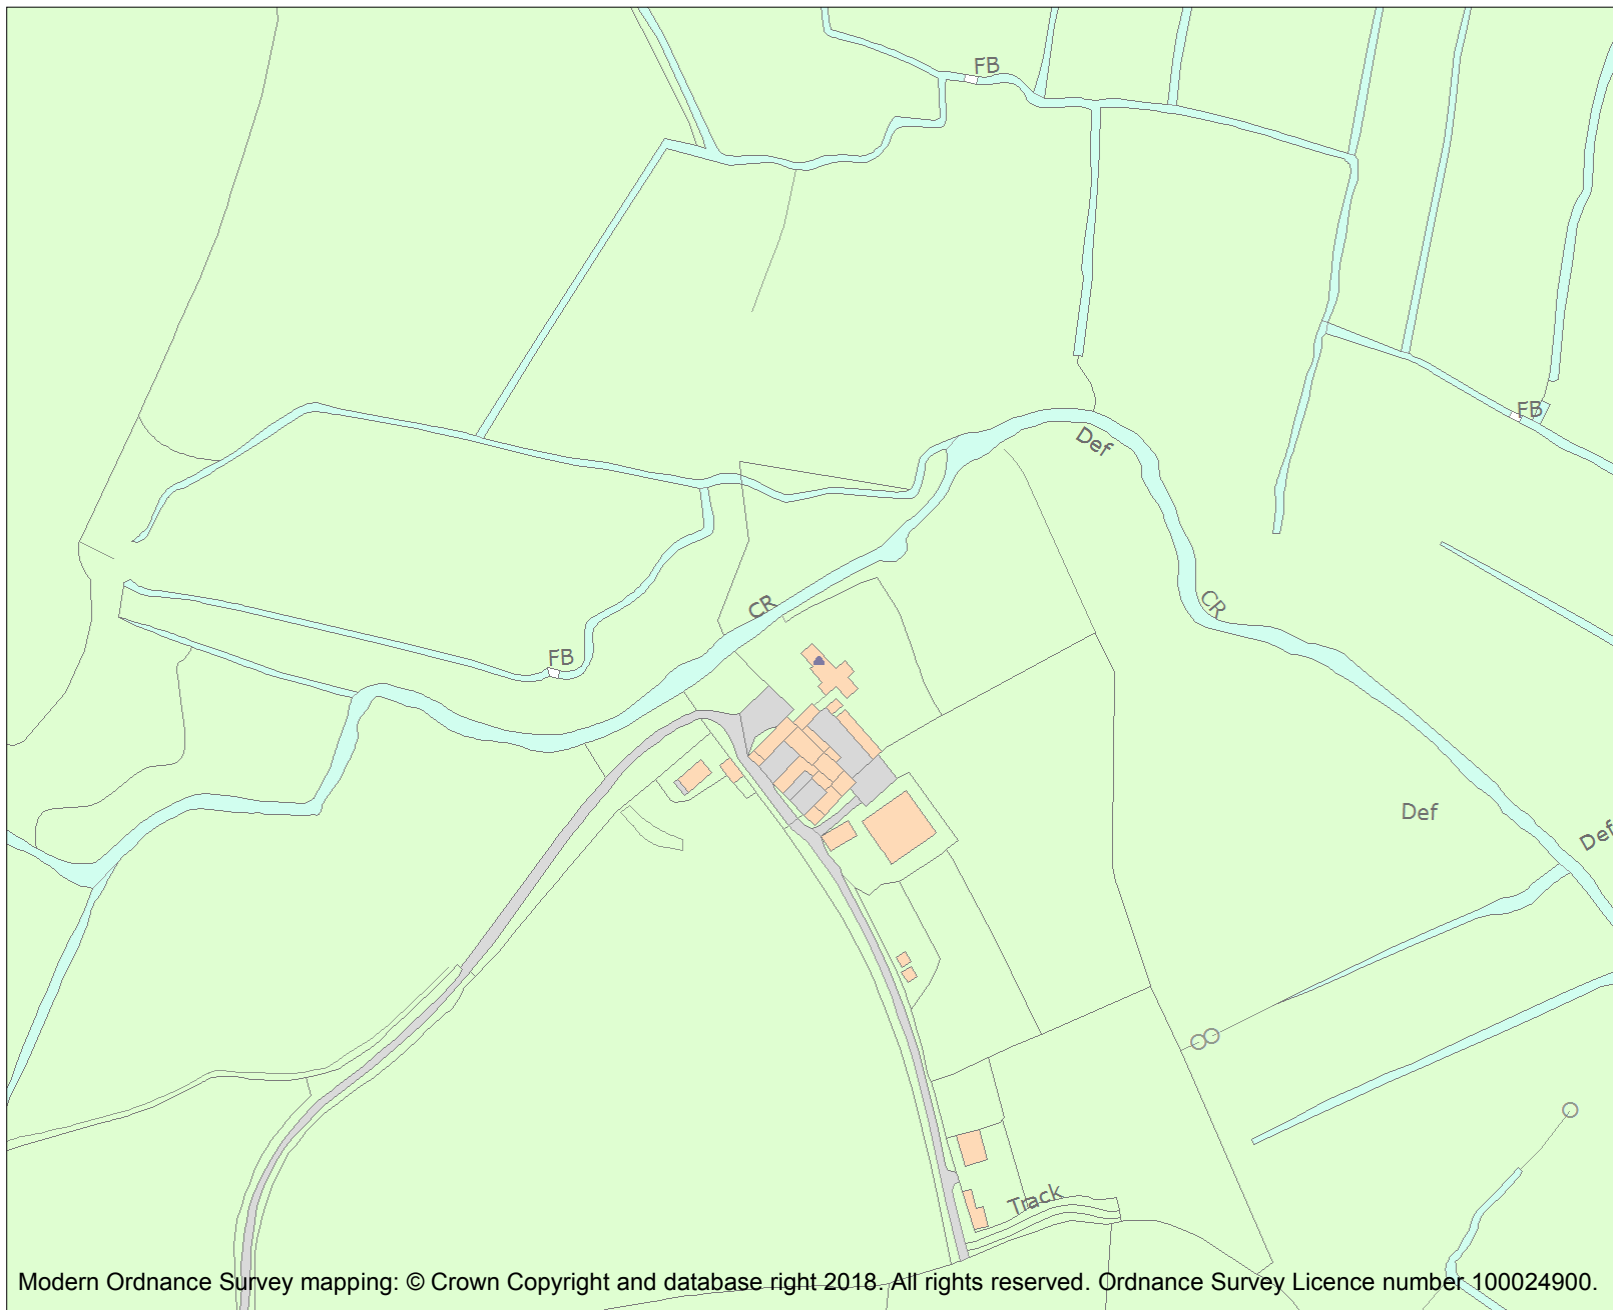 FB
FB
Def
CR
CR
FB
Def
Def
Track
Modern Ordnance Survey mapping: © Crown Copyright and database right 2018. All rights reserved. Ordnance Survey Licence number 100024900.